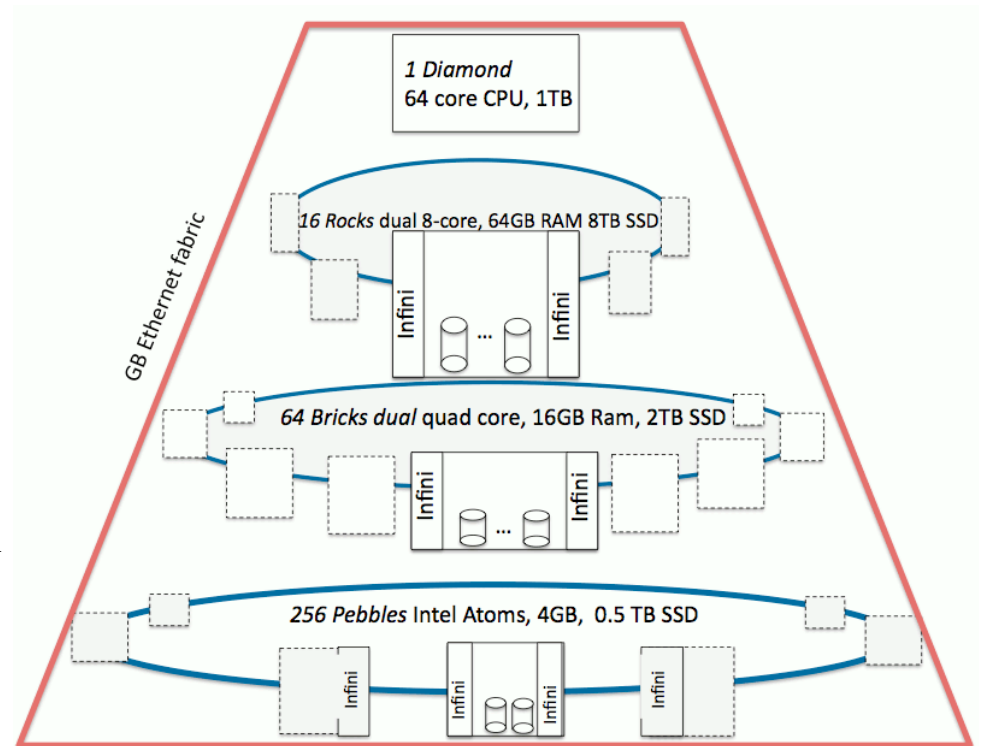 1 Diamond
64 core CPU, 1TB
GB Ethernet fabric
16 Rocks dual 8-core, 64GB RAM 8TB SSD
Infini
...
Infini
64 Bricks dual quad core, 16GB Ram, 2TB SSD
Infini
...
Infini
256 Pebbles Intel Atoms, 4GB, 0.5 TB SSD
Infini
Infini
Infini
Infini